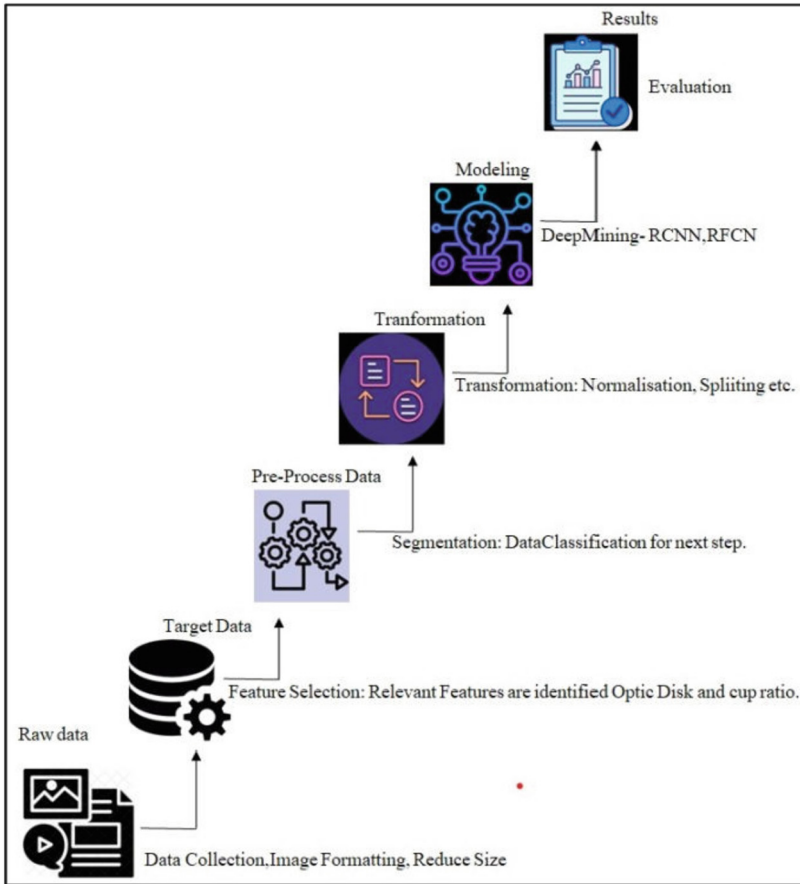 Results
Evaluation
Modeling
DeepMining- RCNN,RFCN
Tranformation
Transformation: Normalisation, Spliiting etc.
Pre-Process Data
Segmentation: DataClassification for next step.
Target Data
Feature Selection: Relevant Features are identified Optic Disk and cup ratio.
Raw data
Data Collection,Image Formatting, Reduce Size